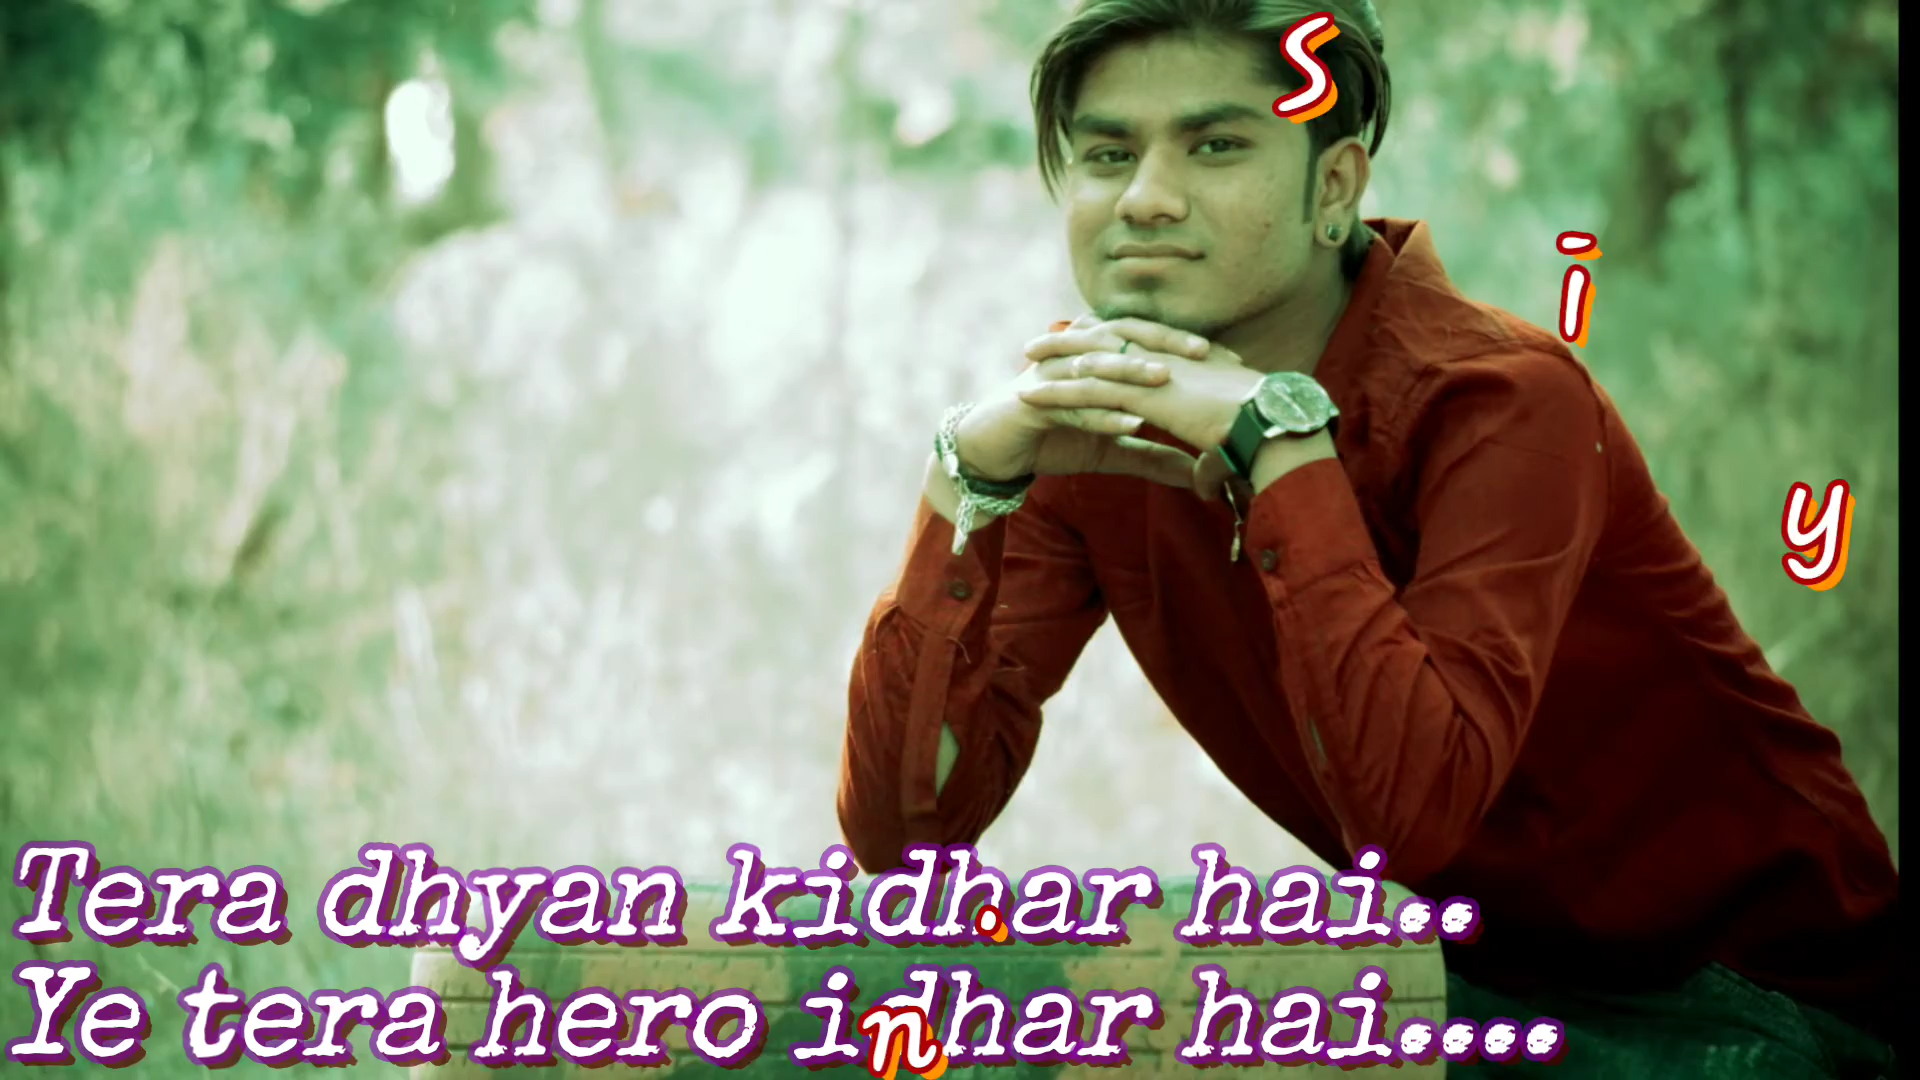 S
i
y
Tera dhyan kidhar hai..
.
Ye tera hero idhar hai....
n